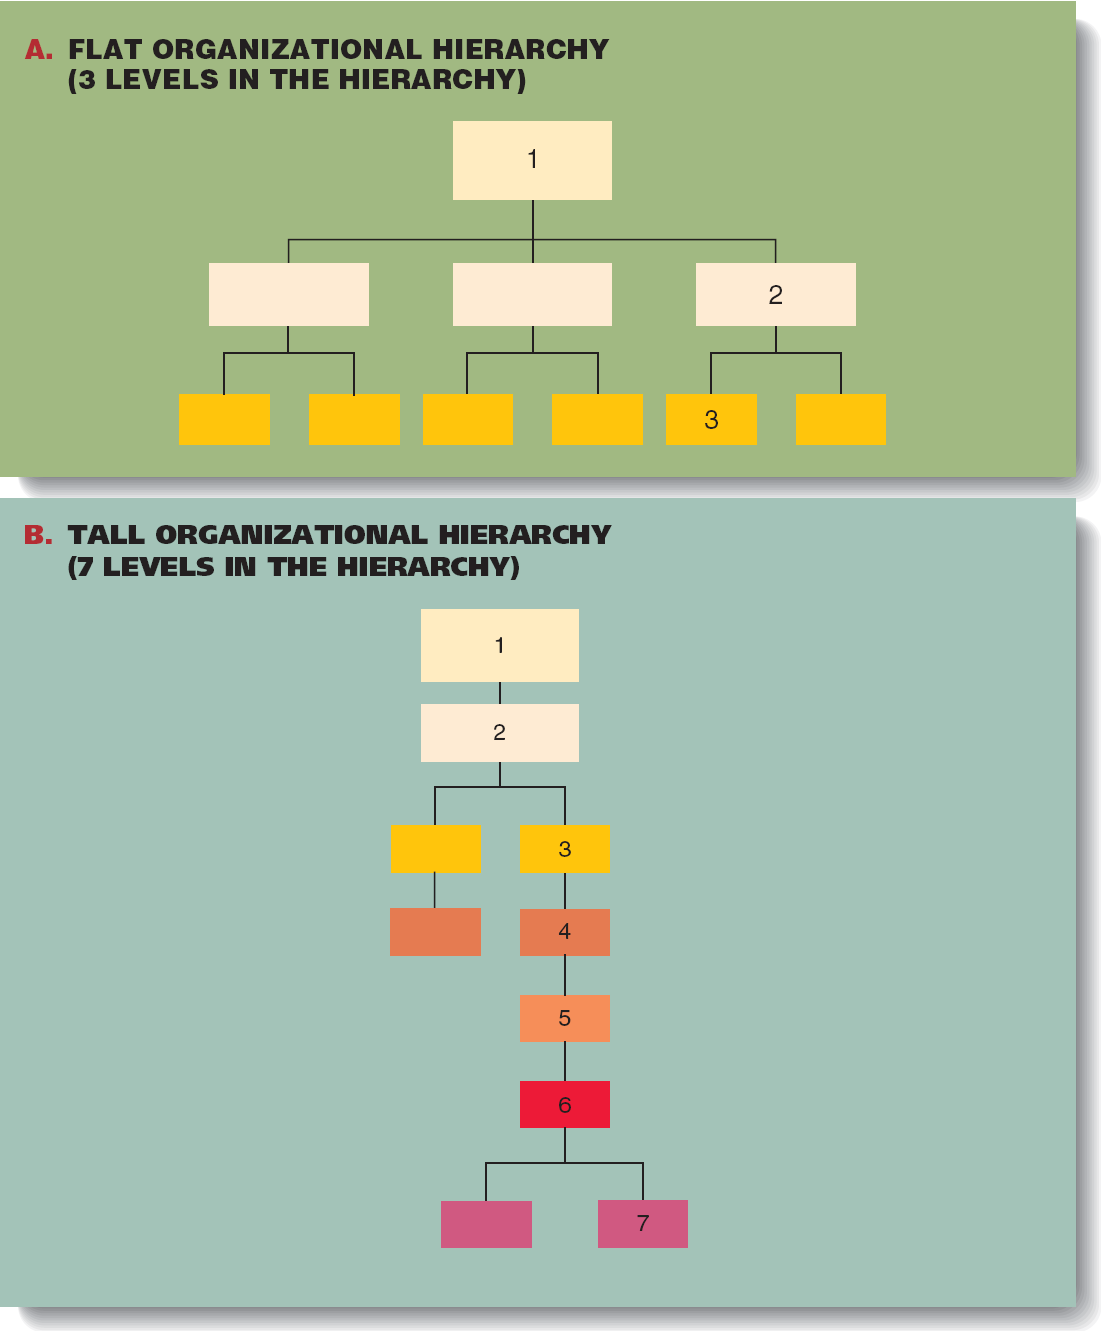 A. FLAT ORGANIZATIONAL HIERARCHY
(3 LEVELS IN THE HIERARCHY)
1
2
3
B. TALL ORGANIZATIONAL HIERARCHY
(7 LEVELS IN THE HIERARCHY)
1
2
3
4
5
6
7